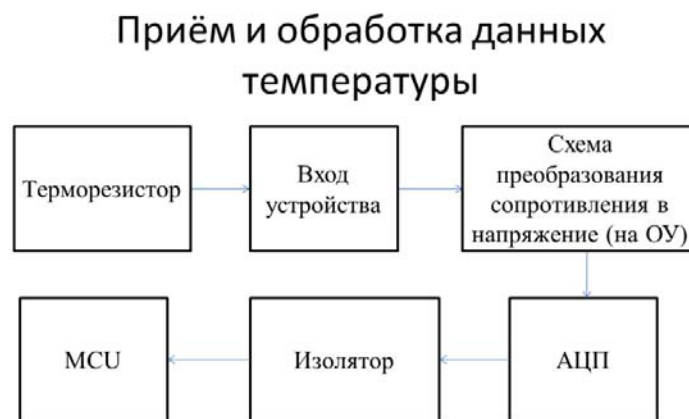 Приём и обработка данных
температуры
Терморезистор
Вход
устройства
Схема
преобразования
сопротивления в
напряжение (на ОУ)
MCU
Изолятор
АЦП